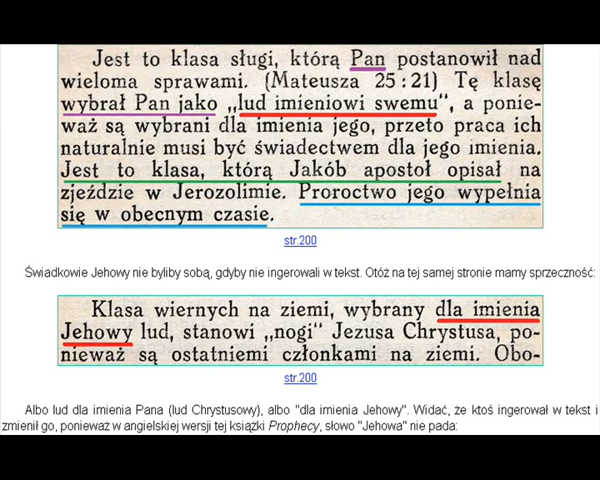 Jest to klasa sługi, którą Pan postanowił nad
wieloma sprawami. (Mateusza 25 : 21) Tę klasę
wybrał Pan jako „lud imieniowi swemu“, a ponie-
waż są wybrani dla imienia jego, przeto praca ich
naturalnie musi być świadectwem dla jego imienia.
Jest to klasa, którą Jakób apostoł opisał na
zjeździe w Jerozolimie. Proroctwo jego wypełnia
się w obecnym czasie.
str.200
Świadkowie Jehowy nie byliby sobą, gdyby nie ingerowali w tekst. Otóż na tej samej stronie mamy sprzeczność:
Klasa wiernych na ziemi, wybrany dla imienia
Jehowy lud, stanowi „nogi“ Jezusa Chrystusa, po-
nieważ są ostatniemi członkami na ziemi. Obo-
str.200
Albo lud dla imienia Pana (lud Chrystusowy), albo "dla imienia Jehowy". Widać, że ktoś ingerował w tekst i
zmienił go, ponieważ w angielskiej wersji tej książki Prophecy, słowo "Jehowa" nie pada: